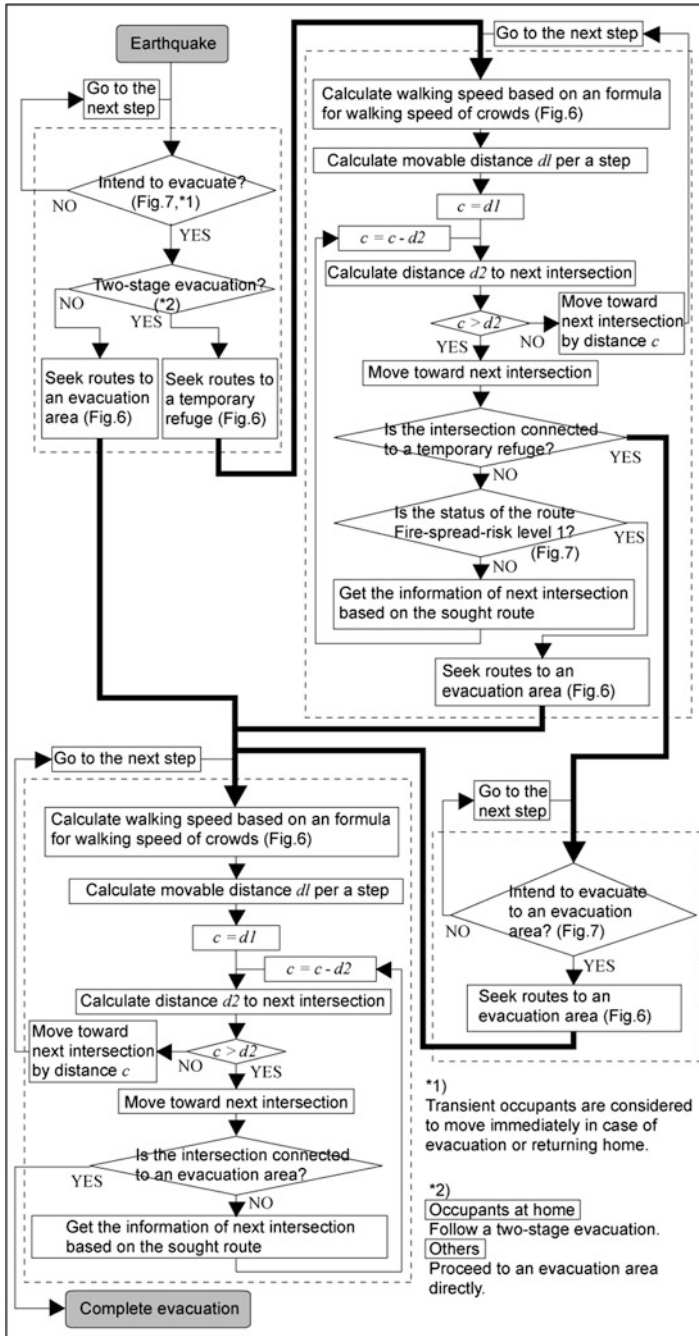 Earthquake
Go to the
next step
Intend to evacuate?
(Fig.7,*1)
NO
YES
Two-stage evacuation?
(*2)
NO
YES
Seek routes to
an evacuation
area (Fig.6)
Seek routes to
a temporary
refuge (Fig.6)
Go to the next step
Calculate walking speed based on an formula
for walking speed of crowds (Fig.6)
Calculate movable distance dl per a step
c = d1
c = c - d2
Calculate distance d2 to next intersection
c > d2
YES
NO
Move toward
next intersection
by distance c
Move toward next intersection
Is the intersection connected
to a temporary refuge?
YES
NO
Is the status of the route
Fire-spread-risk level 1?
(Fig.7)
YES
NO
Get the information of next intersection
based on the sought route
Seek routes to an
evacuation area (Fig.6)
Go to the next step
Calculate walking speed based on an formula
for walking speed of crowds (Fig.6)
Calculate movable distance dl per a step
c = d1
c = c - d2
Calculate distance d2 to next intersection
Move toward
next intersection
by distance c
c > d2
NO
YES
Move toward next intersection
Is the intersection connected
to an evacuation area?
YES
NO
Get the information of next intersection
based on the sought route
Complete evacuation
Go to the
next step
Intend to evacuate
to an evacuation
area? (Fig.7)
NO
YES
Seek routes to an
evacuation area (Fig.6)
*1)
Transient occupants are considered
to move immediately in case of
evacuation or returning home.
*2)
Occupants at home
Follow a two-stage evacuation.
Others
Proceed to an evacuation area
directly.